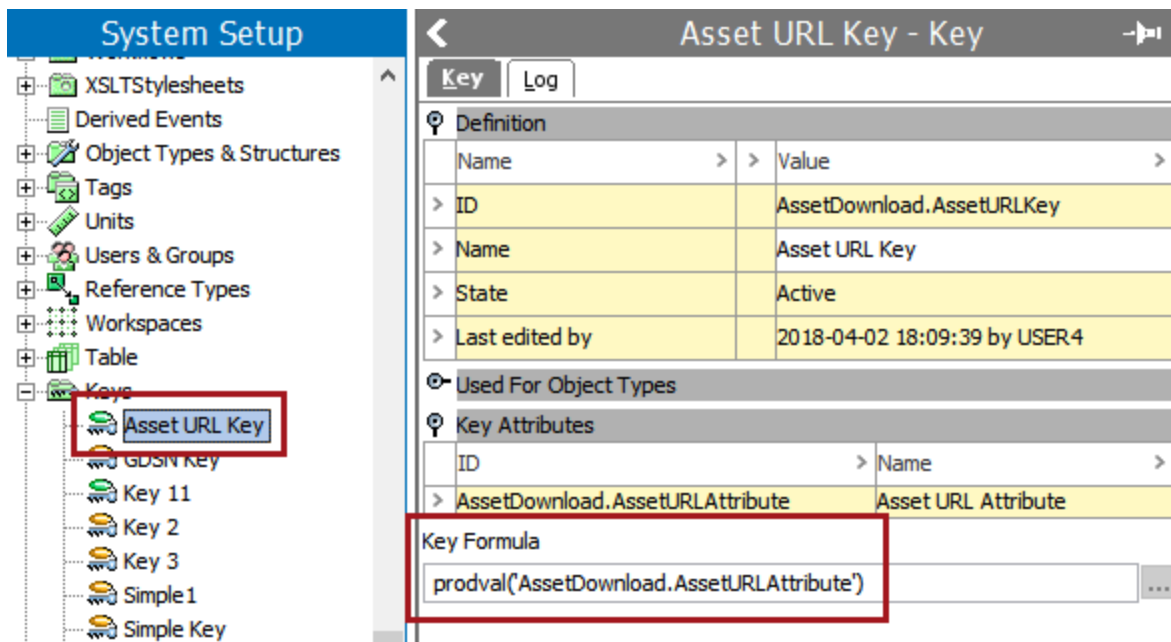 System Setup
Workflows
XSLTStylesheets
Derived Events
Object Types & Structures
Tags
Units
Users & Groups
Reference Types
Workspaces
Table
Keys
Asset URL Key
GDSN Key
Key 11
Key 2
Key 3
Simple1
Simple Key
Asset URL Key - Key
Key Log
Definition
Name > > Value >
> ID AssetDownload.AssetURLKey
> Name Asset URL Key
> State Active
> Last edited by 2018-04-02 18:09:39 by USER4
Used For Object Types
Key Attributes
ID > Name >
> AssetDownload.AssetURLAttribute Asset URL Attribute
Key Formula
prodval('AssetDownload.AssetURLAttribute')
...